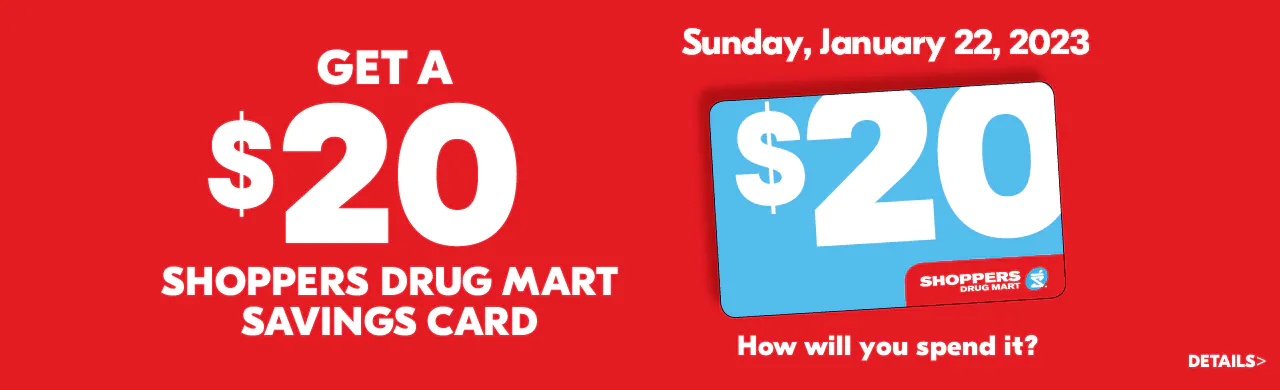 GET A
$20
SHOPPERS DRUG MART
SAVINGS CARD
Sunday, January 22, 2023
$20
SHOPPERS
DRUG MART
How will you spend it?
DETAILS>